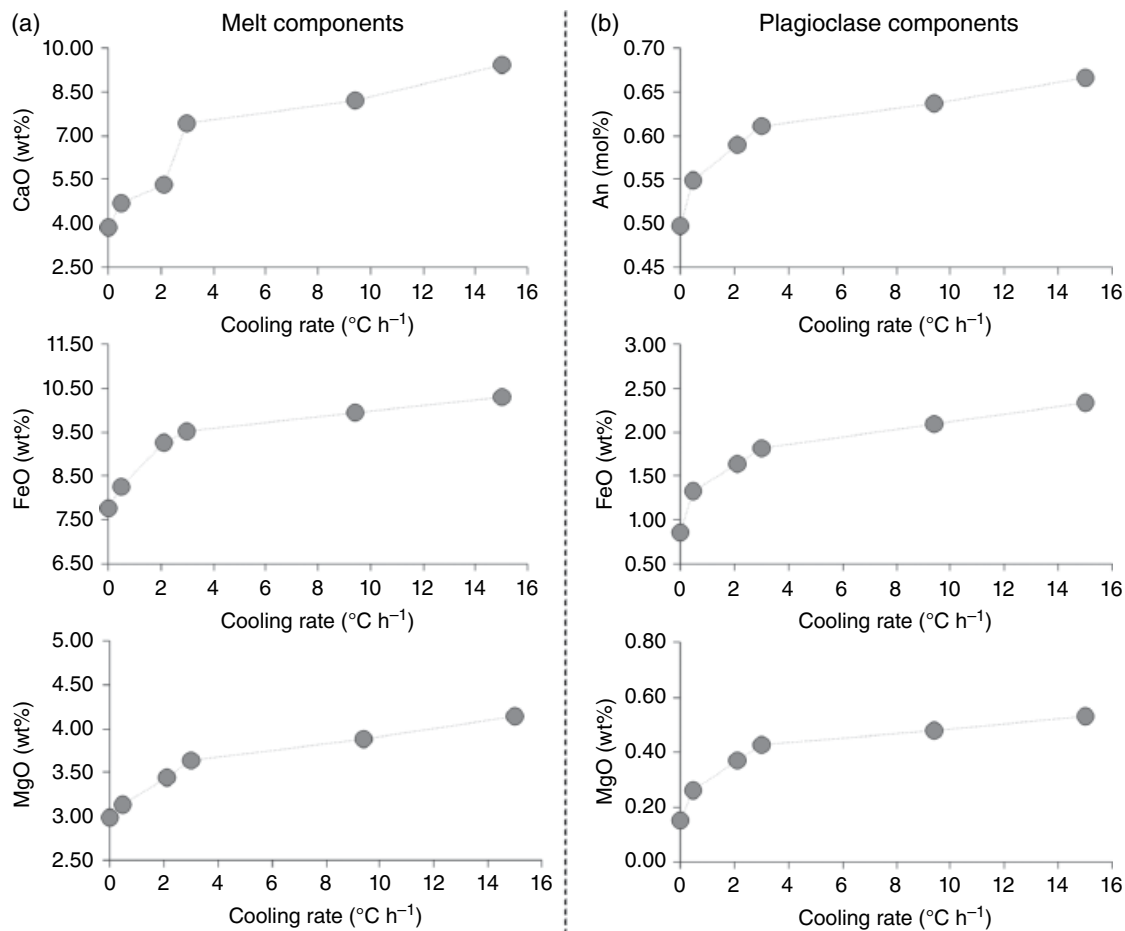 (a) Melt components
10.00
8.50
7.00
5.50
4.00
2.50
CaO (wt%)
0 2 4 6 8 10 12 14 16
Cooling rate (°C h⁻¹)
11.50
10.50
9.50
8.50
7.50
6.50
FeO (wt%)
0 2 4 6 8 10 12 14 16
Cooling rate (°C h⁻¹)
5.00
4.50
4.00
3.50
3.00
2.50
MgO (wt%)
0 2 4 6 8 10 12 14 16
Cooling rate (°C h⁻¹)
(b) Plagioclase components
0.70
0.65
0.60
0.55
0.50
0.45
An (mol%)
0 2 4 6 8 10 12 14 16
Cooling rate (°C h⁻¹)
3.00
2.50
2.00
1.50
1.00
0.50
FeO (wt%)
0 2 4 6 8 10 12 14 16
Cooling rate (°C h⁻¹)
0.80
0.60
0.40
0.20
0.00
MgO (wt%)
0 2 4 6 8 10 12 14 16
Cooling rate (°C h⁻¹)